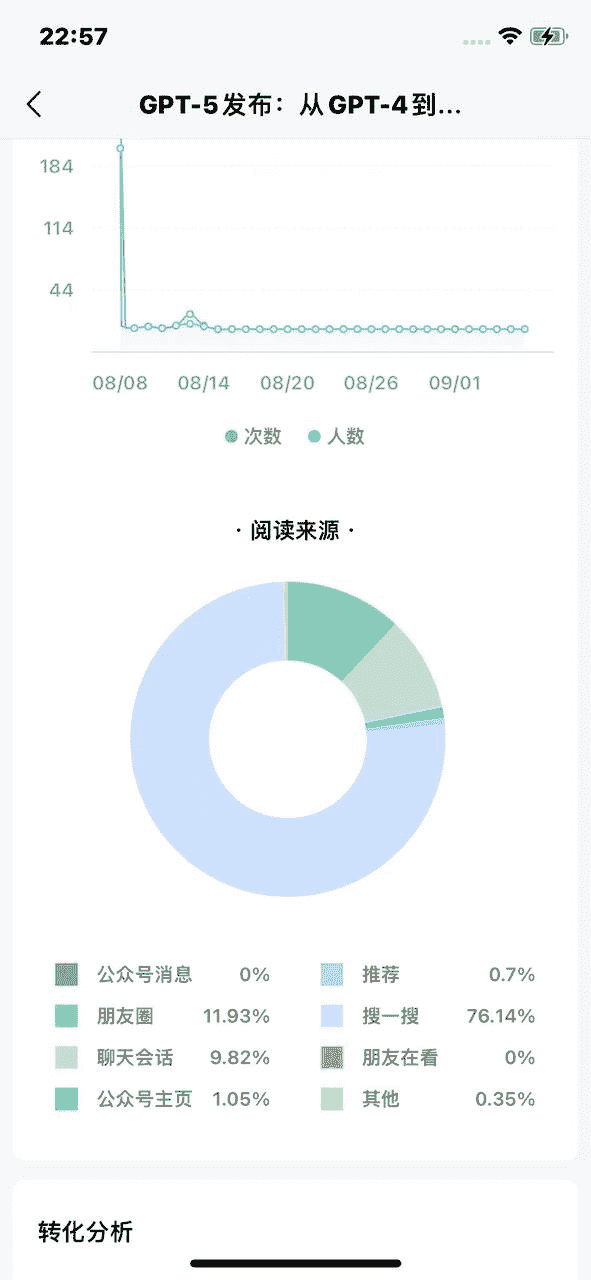 22:57
GPT-5发布：从GPT-4到...
184
114
44
08/08 08/14 08/20 08/26 09/01
次数 人数
· 阅读来源 ·
公众号消息 0% 推荐 0.7%
朋友圈 11.93% 搜一搜 76.14%
聊天会话 9.82% 朋友在看 0%
公众号主页 1.05% 其他 0.35%
转化分析